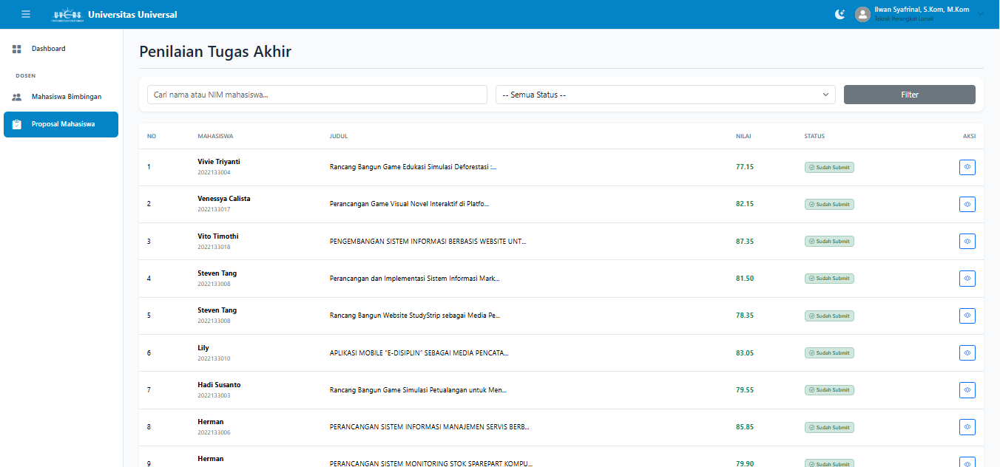 UVERS
Universitas Universal
Ilwan Syafrinal, S.Kom, M.Kom
Teknik Perangkat Lunak
Dashboard
DOSEN
Mahasiswa Bimbingan
Proposal Mahasiswa
Penilaian Tugas Akhir
Cari nama atau NIM mahasiswa...
-- Semua Status --
Filter
NO MAHASISWA JUDUL NILAI STATUS AKSI
1 Vivie Triyanti Rancang Bangun Game Edukasi Simulasi Deforestasi :... 77.15 Sudah Submit
2022133004
2 Venessya Calista Perancangan Game Visual Novel Interaktif di Platfo... 82.15 Sudah Submit
2022133017
3 Vito Timothi PENGEMBANGAN SISTEM INFORMASI BERBASIS WEBSITE UNT... 87.35 Sudah Submit
2022133018
4 Steven Tang Perancangan dan Implementasi Sistem Informasi Mark... 81.50 Sudah Submit
2022133008
5 Steven Tang Rancang Bangun Website StudyStrip sebagai Media Pe... 78.35 Sudah Submit
2022133008
6 Lily APLIKASI MOBILE “E-DISIPLIN” SEBAGAI MEDIA PENCATA... 83.05 Sudah Submit
2022133010
7 Hadi Susanto Rancang Bangun Game Simulasi Petualangan untuk Men... 79.55 Sudah Submit
2022133003
8 Herman PERANCANGAN SISTEM INFORMASI MANAJEMEN SERVIS BERB... 85.85 Sudah Submit
2022133006
9 Herman PERANCANGAN SISTEM MONITORING STOK SPAREPART KOMPU... 79.90 Sudah Submit